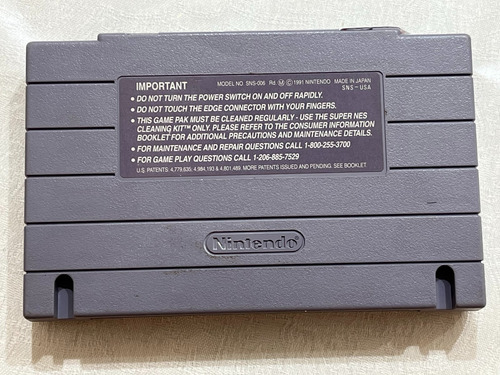 IMPORTANT MODEL NO. SNS-006 Pd. Ⓜ © 1991 NINTENDO MADE IN JAPAN
SNS-USA
• DO NOT TURN THE POWER SWITCH ON AND OFF RAPIDLY.
• DO NOT TOUCH THE EDGE CONNECTOR WITH YOUR FINGERS.
• THIS GAME PAK MUST BE CLEANED REGULARLY - USE THE SUPER NES
CLEANING KIT™ ONLY. PLEASE REFER TO THE CONSUMER INFORMATION
BOOKLET FOR ADDITIONAL PRECAUTIONS AND MAINTENANCE DETAILS.
• FOR MAINTENANCE AND REPAIR QUESTIONS CALL 1-800-255-3700
• FOR GAME PLAY QUESTIONS CALL 1-206-885-7529
U.S. PATENTS 4,779,635; 4,984,193 & 4,801,489 MORE PATENTS ISSUED AND PENDING. SEE BOOKLET
Nintendo®